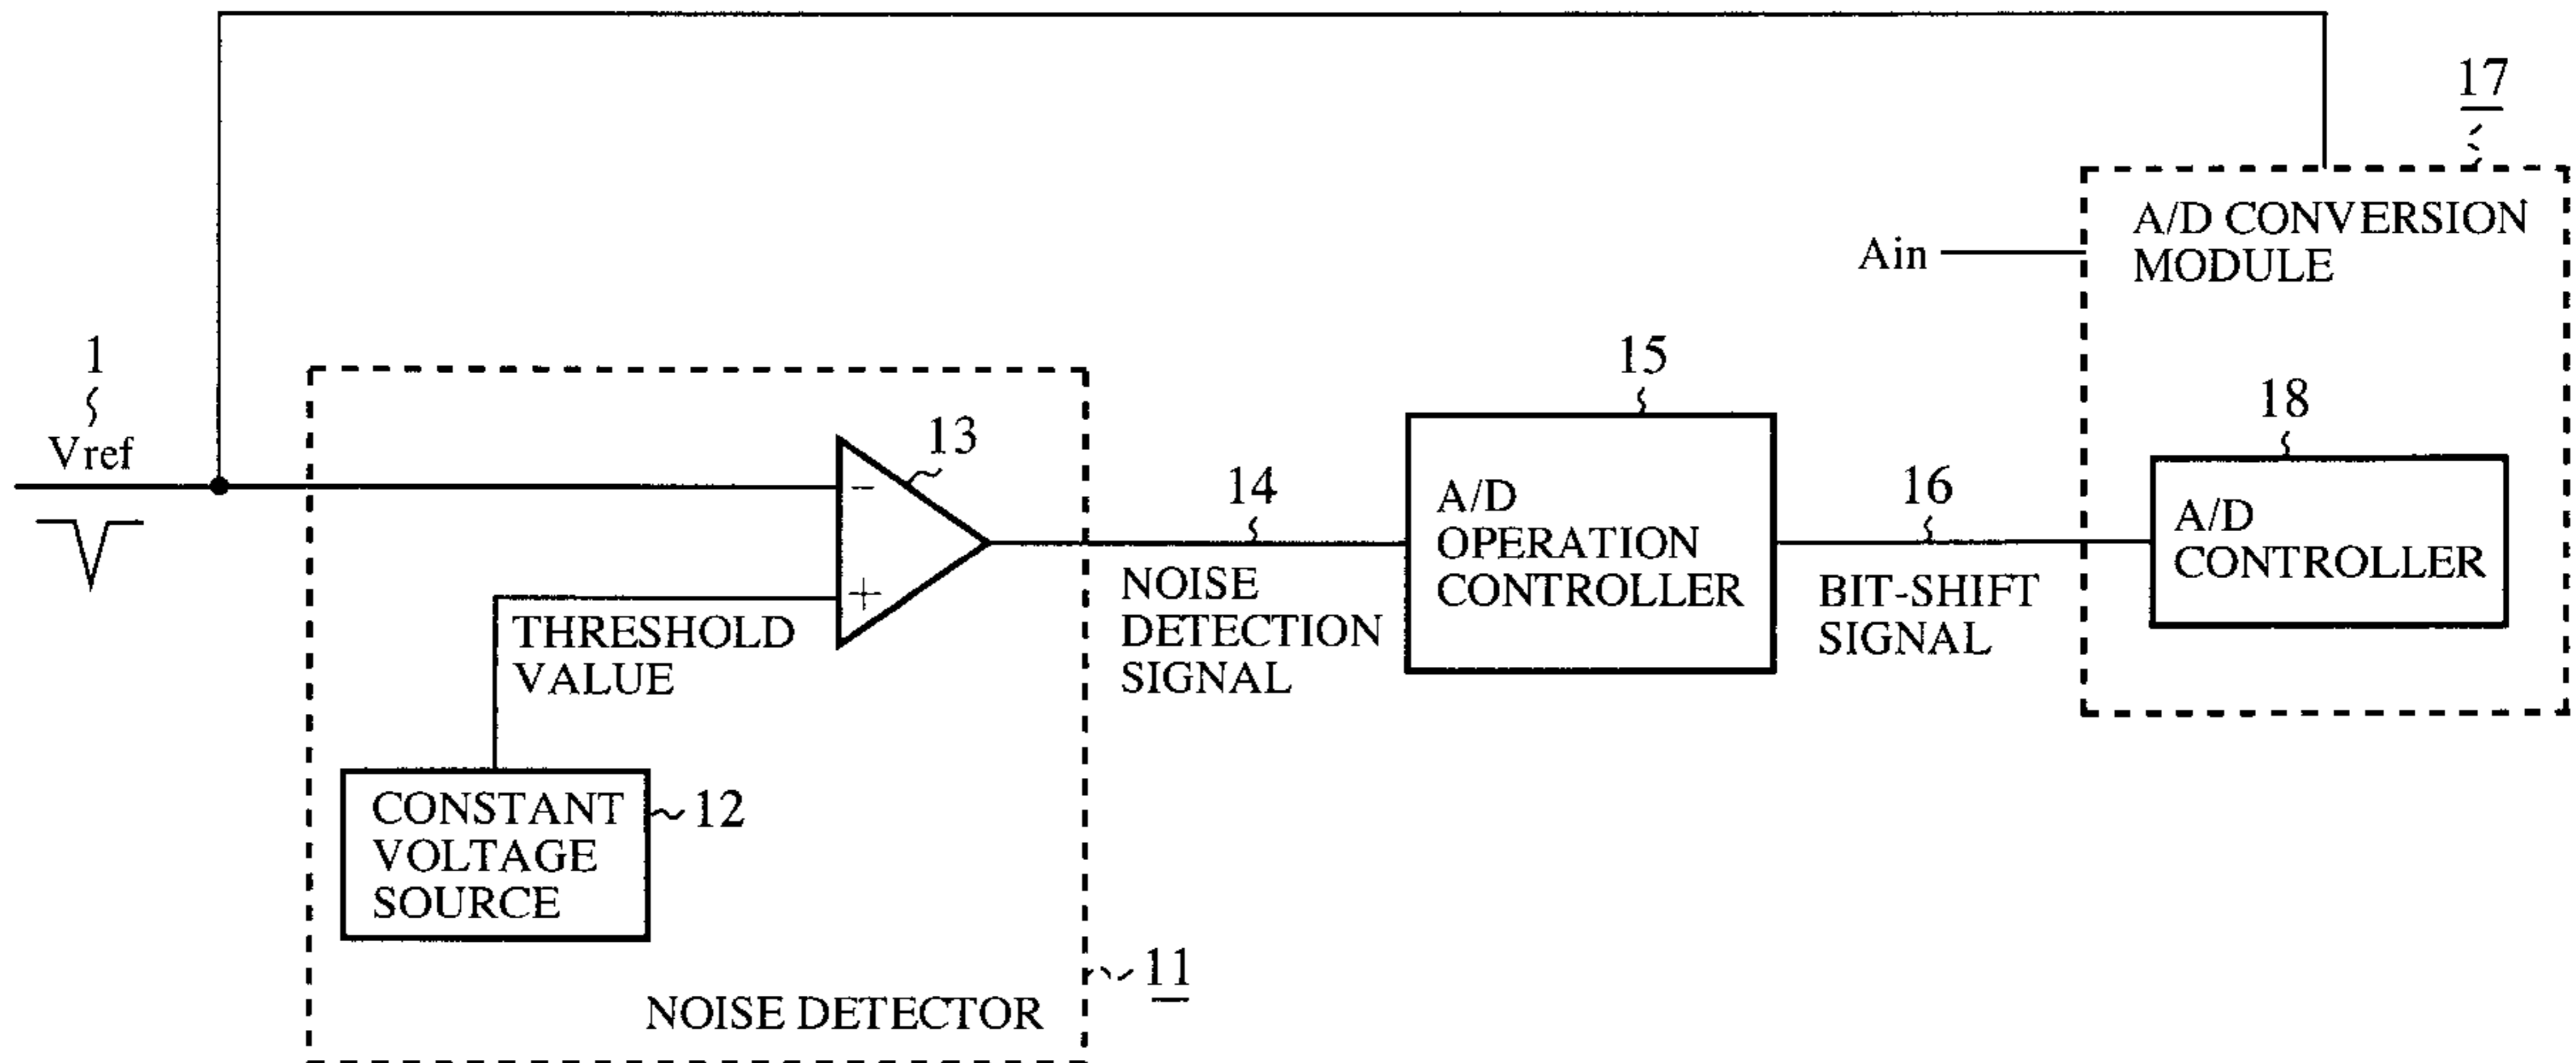 17
A/D CONVERSION
MODULE
Ain
1
Vref
15
18
13
-
14
16
A/D
OPERATION
CONTROLLER
A/D
CONTROLLER
+
NOISE
DETECTION
SIGNAL
BIT-SHIFT
SIGNAL
THRESHOLD
VALUE
CONSTANT
VOLTAGE
SOURCE
12
11
NOISE DETECTOR